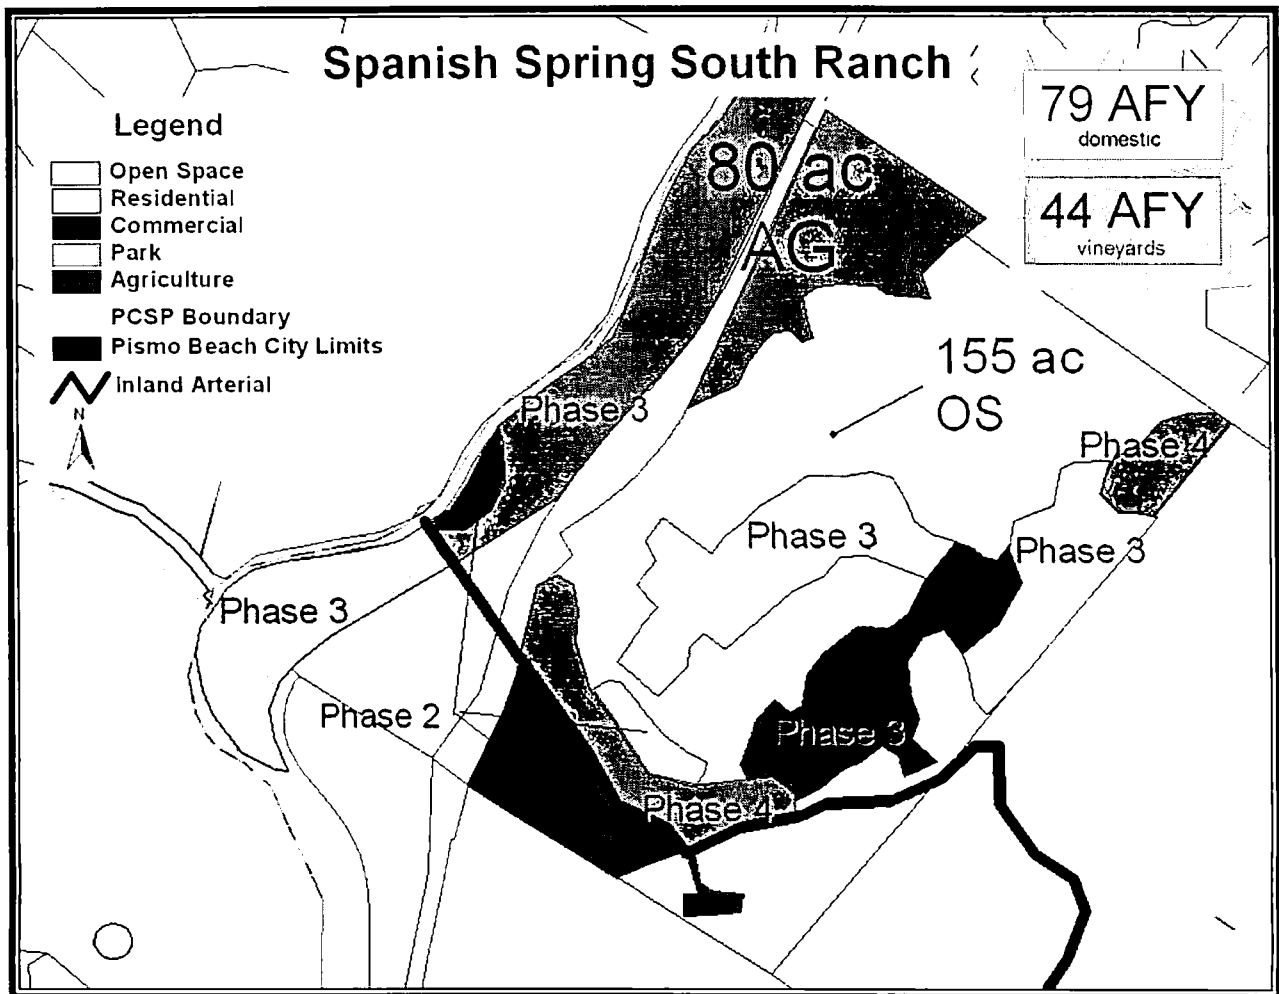 Spanish Spring South Ranch
79 AFY
domestic
44 AFY
vineyards
Legend
Open Space
Residential
Commercial
Park
Agriculture
PCSP Boundary
Pismo Beach City Limits
Inland Arterial
N
80 ac
AG
155 ac
OS
Phase 3
Phase 4
Phase 3
Phase 3
Phase 3
Phase 2
Phase 3
Phase 4